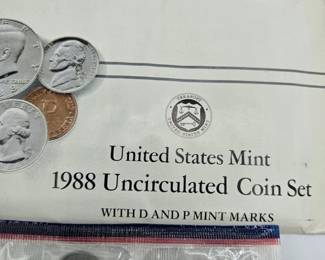 United States Mint
1988 Uncirculated Coin Set
WITH D AND P MINT MARKS